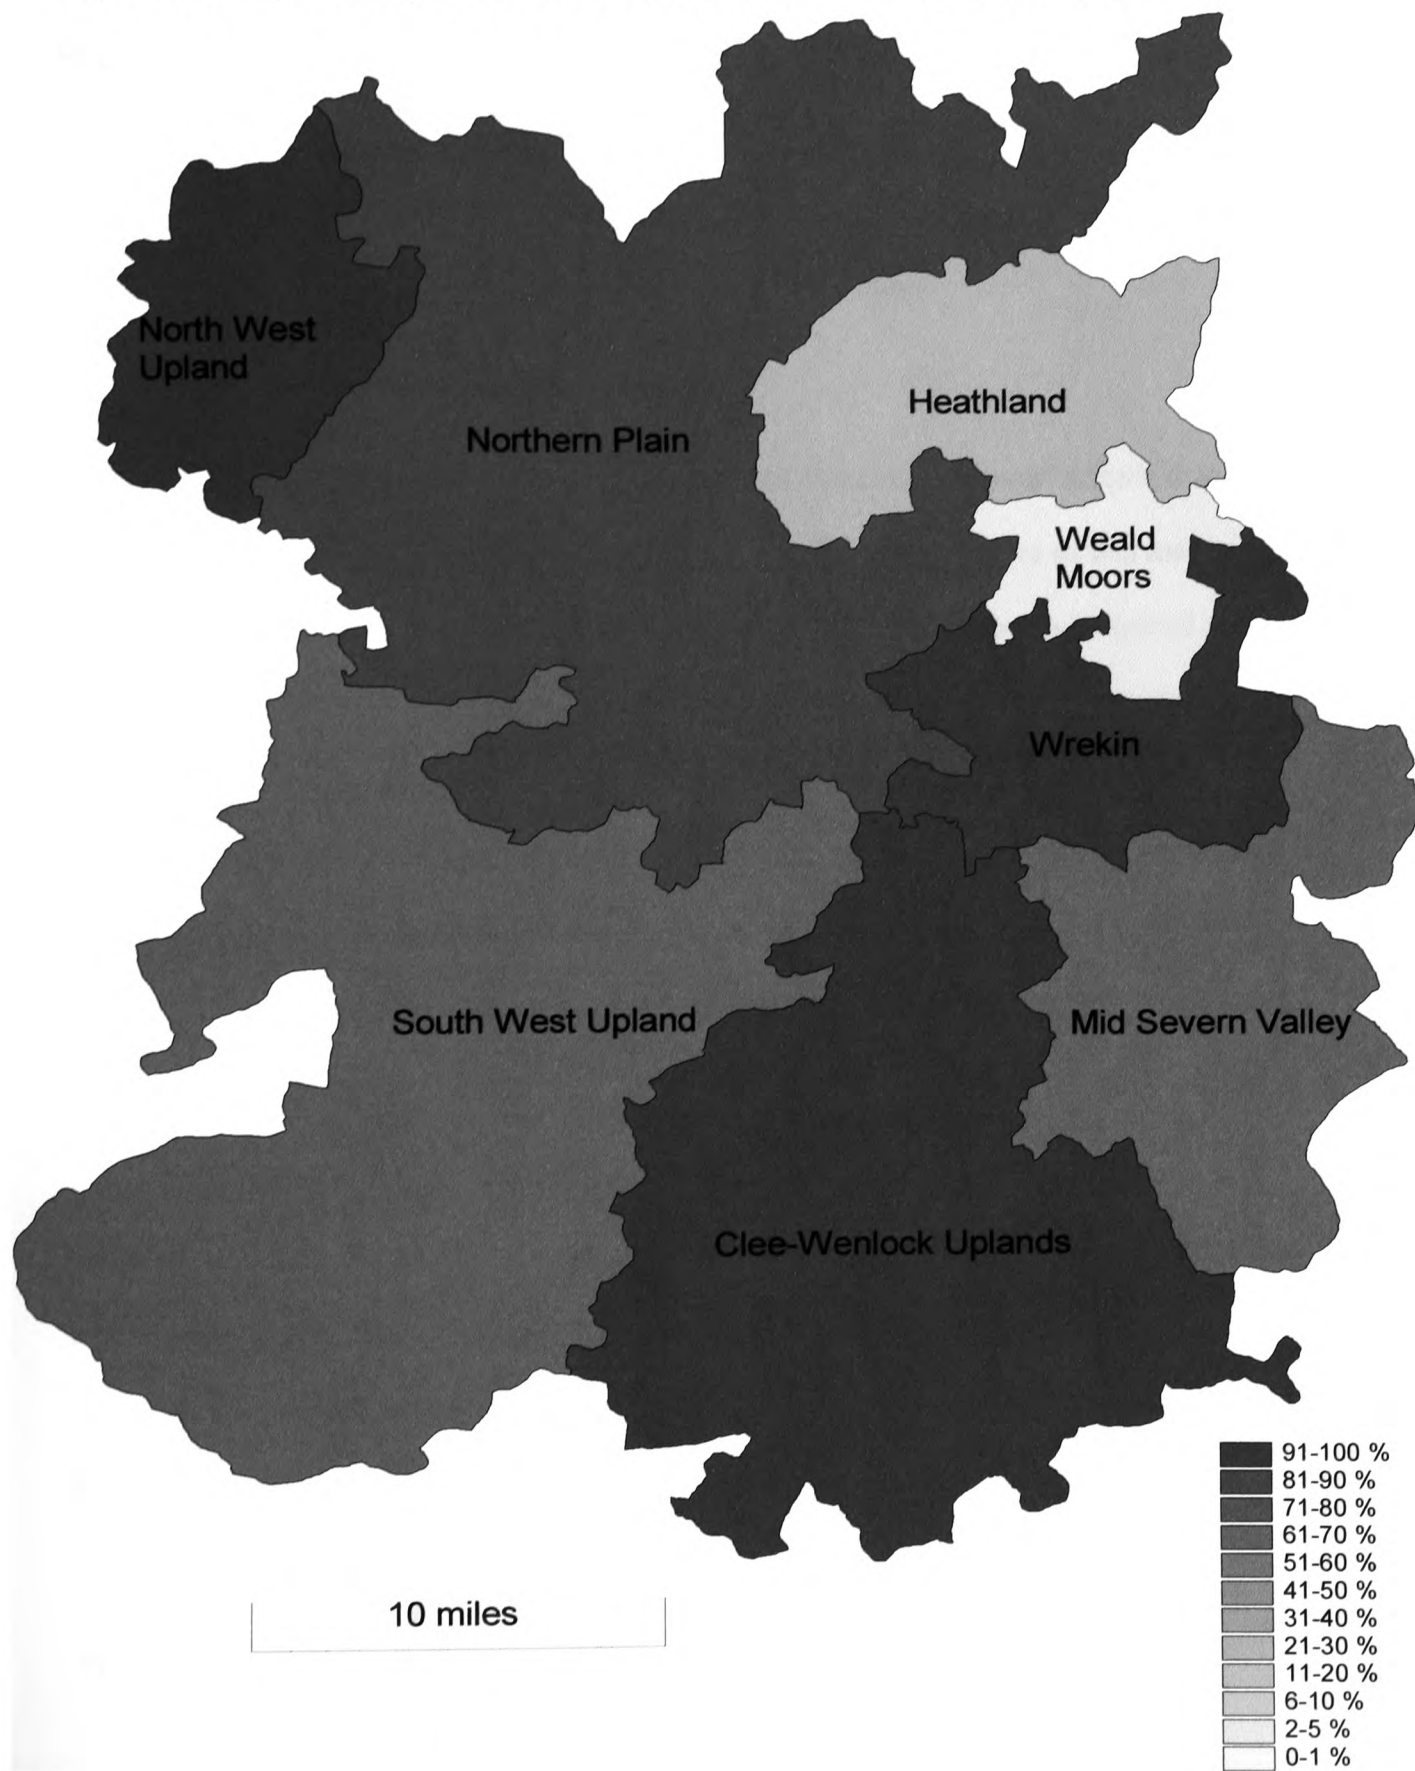 North West
Upland
Northern Plain
Heathland
Weald
Moors
Wrekin
South West Upland
Mid Severn Valley
Clee-Wenlock Uplands
10 miles
91-100 %
81-90 %
71-80 %
61-70 %
51-60 %
41-50 %
31-40 %
21-30 %
11-20 %
6-10 %
2-5 %
0-1 %